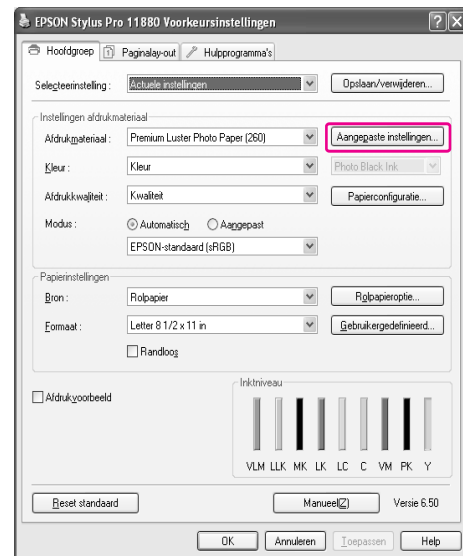 EPSON Stylus Pro 11880 Voorkeursinstellingen
Hoofdgroep Paginalay-out Hulpprogramma's
Selecteerinstelling : Actuele instellingen Opslaan/verwijderen...
Instellingen afdrukmateriaal
Afdrukmateriaal : Premium Luster Photo Paper (260) Aangepaste instellingen...
Kleur : Kleur Photo Black Ink
Afdrukkwaliteit : Kwaliteit Papierconfiguratie...
Modus : Automatisch Aangepast
EPSON-standaard (sRGB)
Papierinstellingen
Bron : Rolpapier Rolpapieroptie...
Formaat : Letter 8 1/2 x 11 in Gebruikergedefinieerd...
Randloos
Inktniveau
Afdrukvoorbeeld
VLM LLK MK LK LC C VM PK Y
Reset standaard Manueel(Z) Versie 6.50
OK Annuleren Toepassen Help